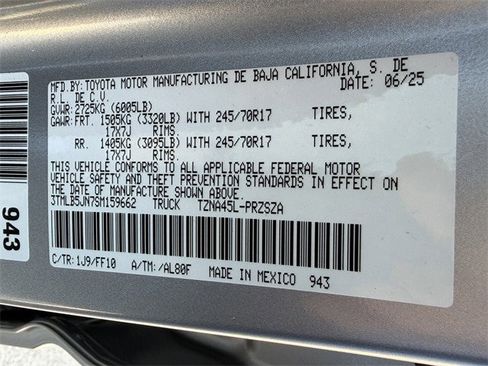 MFD.BY: TOYOTA MOTOR MANUFACTURING DE BAJA CALIFORNIA, S. DE
R.L. DE C.V. DATE: 06/25
GVWR: 2725KG (6005LB)
GAWR: FRT. 1505KG (3320LB) WITH 245/70R17 TIRES,
17X7J RIMS.
RR. 1405KG (3095LB) WITH 245/70R17 TIRES,
17X7J RIMS.
THIS VEHICLE CONFORMS TO ALL APPLICABLE FEDERAL MOTOR
VEHICLE SAFETY AND THEFT PREVENTION STANDARDS IN EFFECT ON
THE DATE OF MANUFACTURE SHOWN ABOVE.
3TMLB5JN7SM159662 TRUCK TZNA45L-PRZSZA
C/TR: 1J9/FF10 A/TM: /AL80F MADE IN MEXICO 943
943